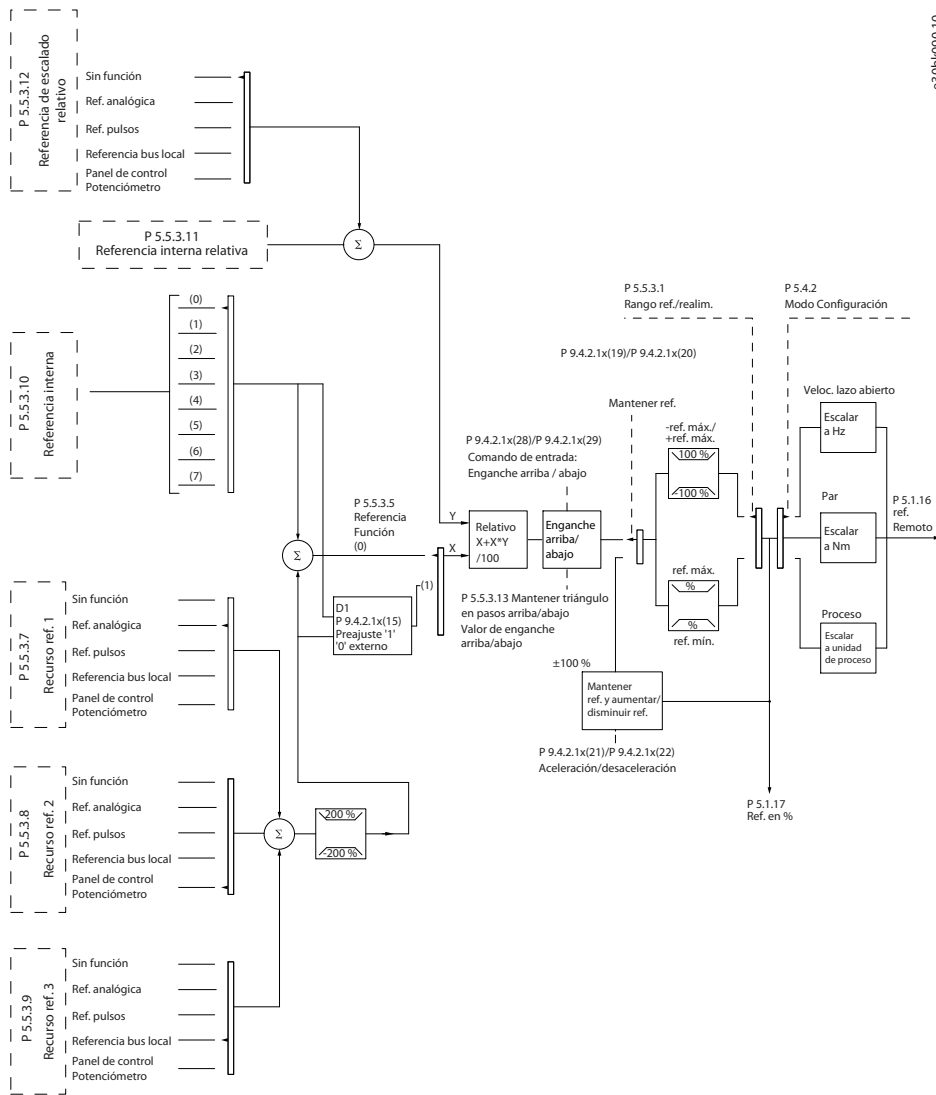 P 5.5.3.12
Referencia de escalado
relativo
Sin función
Ref. analógica
Ref. pulsos
Referencia bus local
Panel de control
Potenciómetro
P 5.5.3.11
Referencia interna relativa
Σ
P 5.5.3.10
Referencia interna
(0)
(1)
(2)
(3)
(4)
(5)
(6)
(7)
P 5.5.3.7
Recurso ref. 1
Sin función
Ref. analógica
Ref. pulsos
Referencia bus local
Panel de control
Potenciómetro
P 5.5.3.8
Recurso ref. 2
Sin función
Ref. analógica
Ref. pulsos
Referencia bus local
Panel de control
Potenciómetro
P 5.5.3.9
Recurso ref. 3
Sin función
Ref. analógica
Ref. pulsos
Referencia bus local
Panel de control
Potenciómetro
Σ
200 %
-200 %
Σ
P 5.5.3.5
Referencia
Función
(0)
D1
P 9.4.2.1x(15)
Preajuste '1'
'0' externo
(1)
Y
X
Relativo
X+X*Y
/100
P 9.4.2.1x(28)/P 9.4.2.1x(29)
Comando de entrada:
Enganche arriba / abajo
Enganche
arriba/
abajo
P 5.5.3.13 Mantener triángulo
en pasos arriba/abajo
Valor de enganche
arriba/abajo
P 9.4.2.1x(19)/P 9.4.2.1x(20)
Mantener ref.
±100 %
Mantener
ref. y aumentar/
disminuir ref.
P 9.4.2.1x(21)/P 9.4.2.1x(22)
Aceleración/desaceleración
P 5.5.3.1
Rango ref./realim.
-ref. máx./
+ref. máx.
100 %
-100 %
ref. máx.
%
%
ref. mín.
P 5.4.2
Modo Configuración
Veloc. lazo abierto
Escalar
a Hz
Par
Escalar
a Nm
Proceso
Escalar
a unidad
de proceso
P 5.1.16
ref.
Remoto
P 5.1.17
Ref. en %